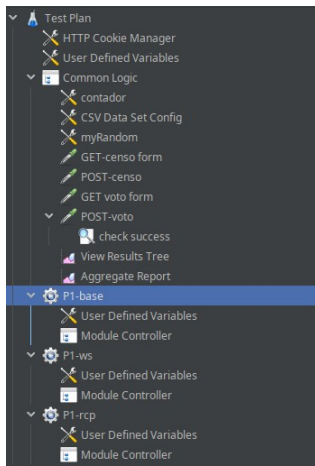 Test Plan
HTTP Cookie Manager
User Defined Variables
Common Logic
contador
CSV Data Set Config
myRandom
GET-censo form
POST-censo
GET voto form
POST-voto
check success
View Results Tree
Aggregate Report
P1-base
User Defined Variables
Module Controller
P1-ws
User Defined Variables
Module Controller
P1-rcp
User Defined Variables
Module Controller